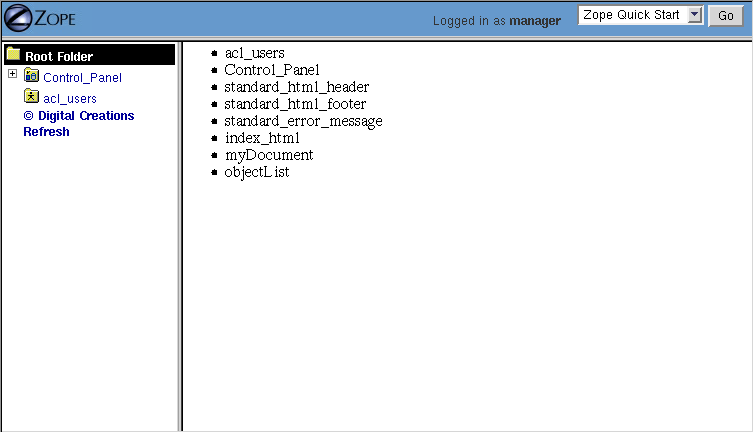 ZOPE
Logged in as manager
Zope Quick Start
Go
Root Folder
Control_Panel
acl_users
© Digital Creations
Refresh
acl_users
Control_Panel
standard_html_header
standard_html_footer
standard_error_message
index_html
myDocument
objectList